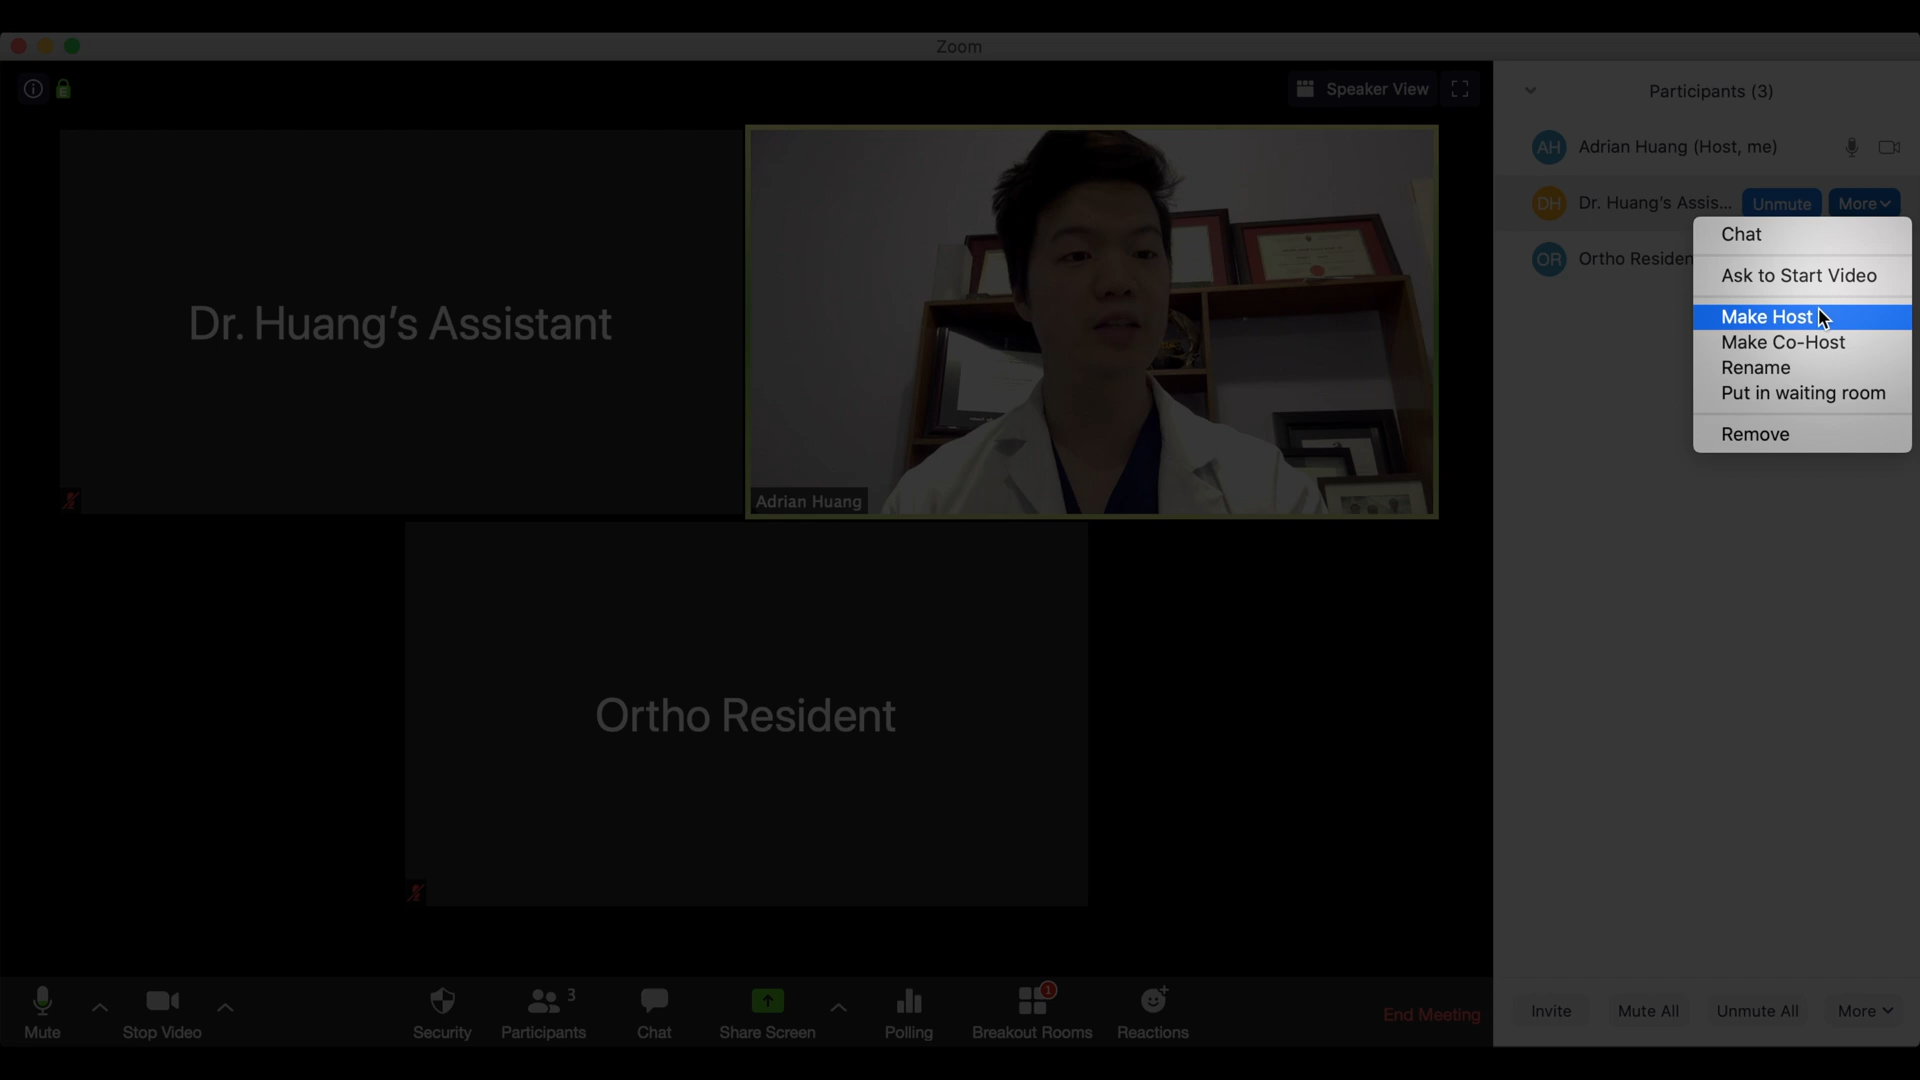 Zoom
Speaker View
Participants (3)
AH Adrian Huang (Host, me)
DH Dr. Huang's Assis... Unmute More
OR Ortho Residen
Chat
Ask to Start Video
Make Host
Make Co-Host
Rename
Put in waiting room
Remove
Dr. Huang's Assistant
Adrian Huang
Ortho Resident
Mute
Stop Video
Security
3
Participants
Chat
Share Screen
Polling
1
Breakout Rooms
Reactions
End Meeting
Invite
Mute All
Unmute All
More